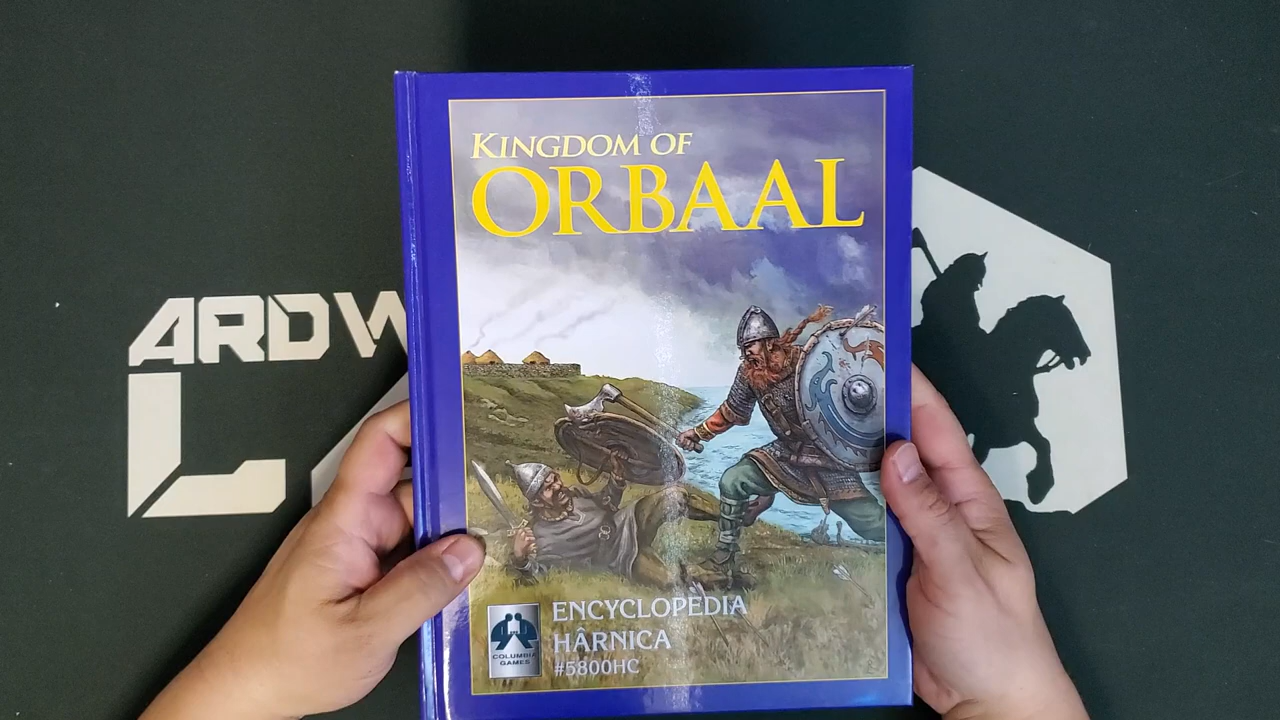 KINGDOM OF
ORBAAL
ARDW
L
ENCYCLOPEDIA
HÂRNICA
#5800HC
COLUMBIA
GAMES